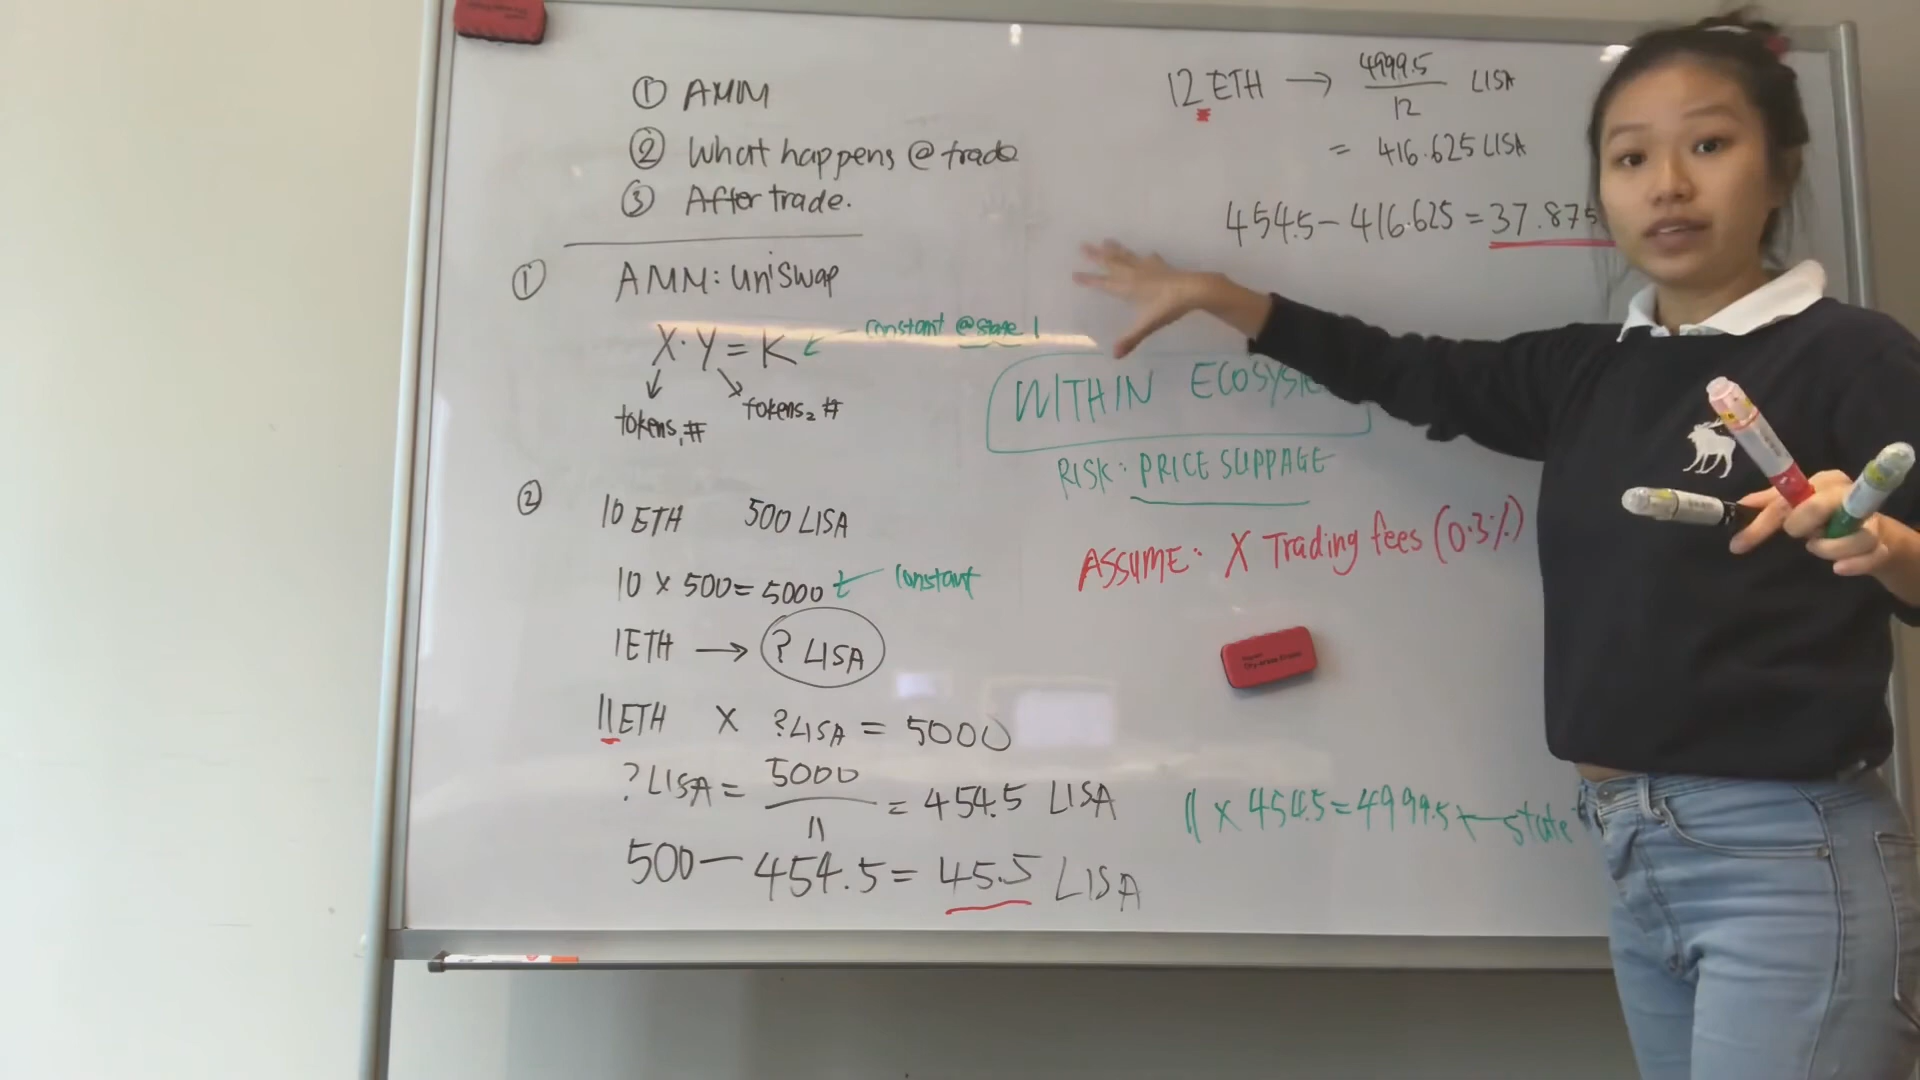 ① AMM
② What happens @ trade
③ After trade.
① AMM: Uniswap
X·Y=K ← constant @ state 1
tokens₁ #
tokens₂ #
② 10 ETH 500 LISA
10 x 500 = 5000 ← constant
1 ETH → ? LISA
11 ETH X ? LISA = 5000
? LISA = 5000 / 11 = 454.5 LISA
500 - 454.5 = 45.5 LISA
12 ETH → 4999.5 / 12 LISA
= 416.625 LISA
454.5 - 416.625 = 37.875
WITHIN ECOSYSTE
RISK: PRICE SLIPPAGE
ASSUME: X Trading fees (0.3%)
11 x 454.5 = 4999.5 ← state